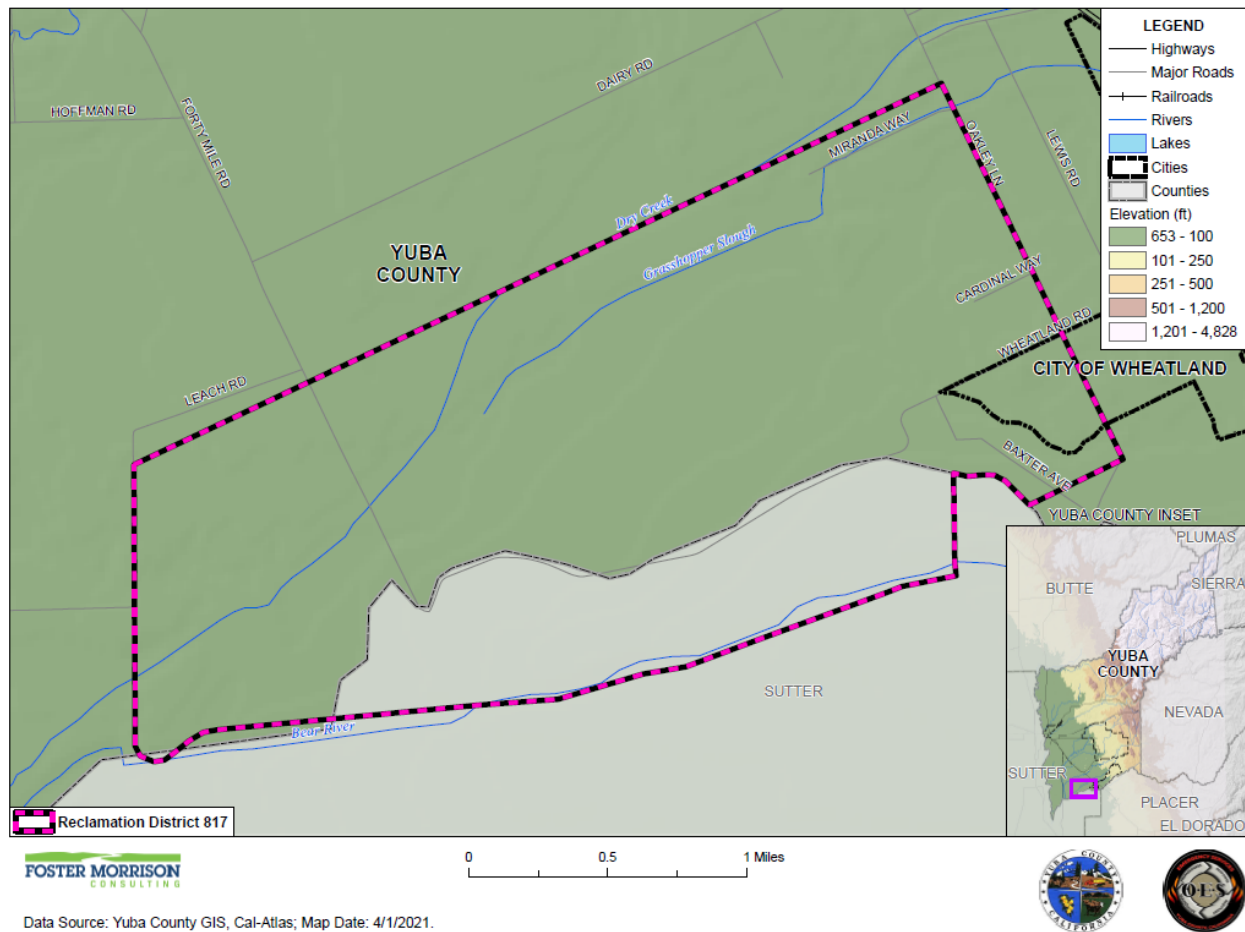 LEGEND
Highways
Major Roads
Railroads
Rivers
Lakes
Cities
Counties
Elevation (ft)
653 - 100
101 - 250
251 - 500
501 - 1,200
1,201 - 4,828
HOFFMAN RD
FORTY MILE RD
DAIRY RD
MIRANDA WAY
OAKLEY LN
LEWIS RD
Dry Creek
Grasshopper Slough
YUBA
COUNTY
CARDINAL WAY
WHEATLAND RD
CITY OF WHEATLAND
LEACH RD
BAXTER AVE
YUBA COUNTY INSET
PLUMAS
BUTTE
SIERRA
YUBA
COUNTY
NEVADA
SUTTER
PLACER
EL DORADO
SUTTER
Bear River
Reclamation District 817
FOSTER MORRISON
CONSULTING
0 0.5 1 Miles
YUBA COUNTY
CALIFORNIA
OES
Data Source: Yuba County GIS, Cal-Atlas; Map Date: 4/1/2021.